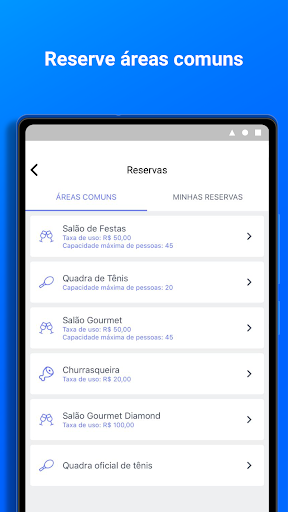 Reserve áreas comuns
Reservas
ÁREAS COMUNS
MINHAS RESERVAS
Salão de Festas
Taxa de uso: R$ 50,00
Capacidade máxima de pessoas: 45
Quadra de Tênis
Capacidade máxima de pessoas: 20
Salão Gourmet
Taxa de uso: R$ 50,00
Capacidade máxima de pessoas: 45
Churrasqueira
Taxa de uso: R$ 20,00
Salão Gourmet Diamond
Taxa de uso: R$ 100,00
Quadra oficial de tênis